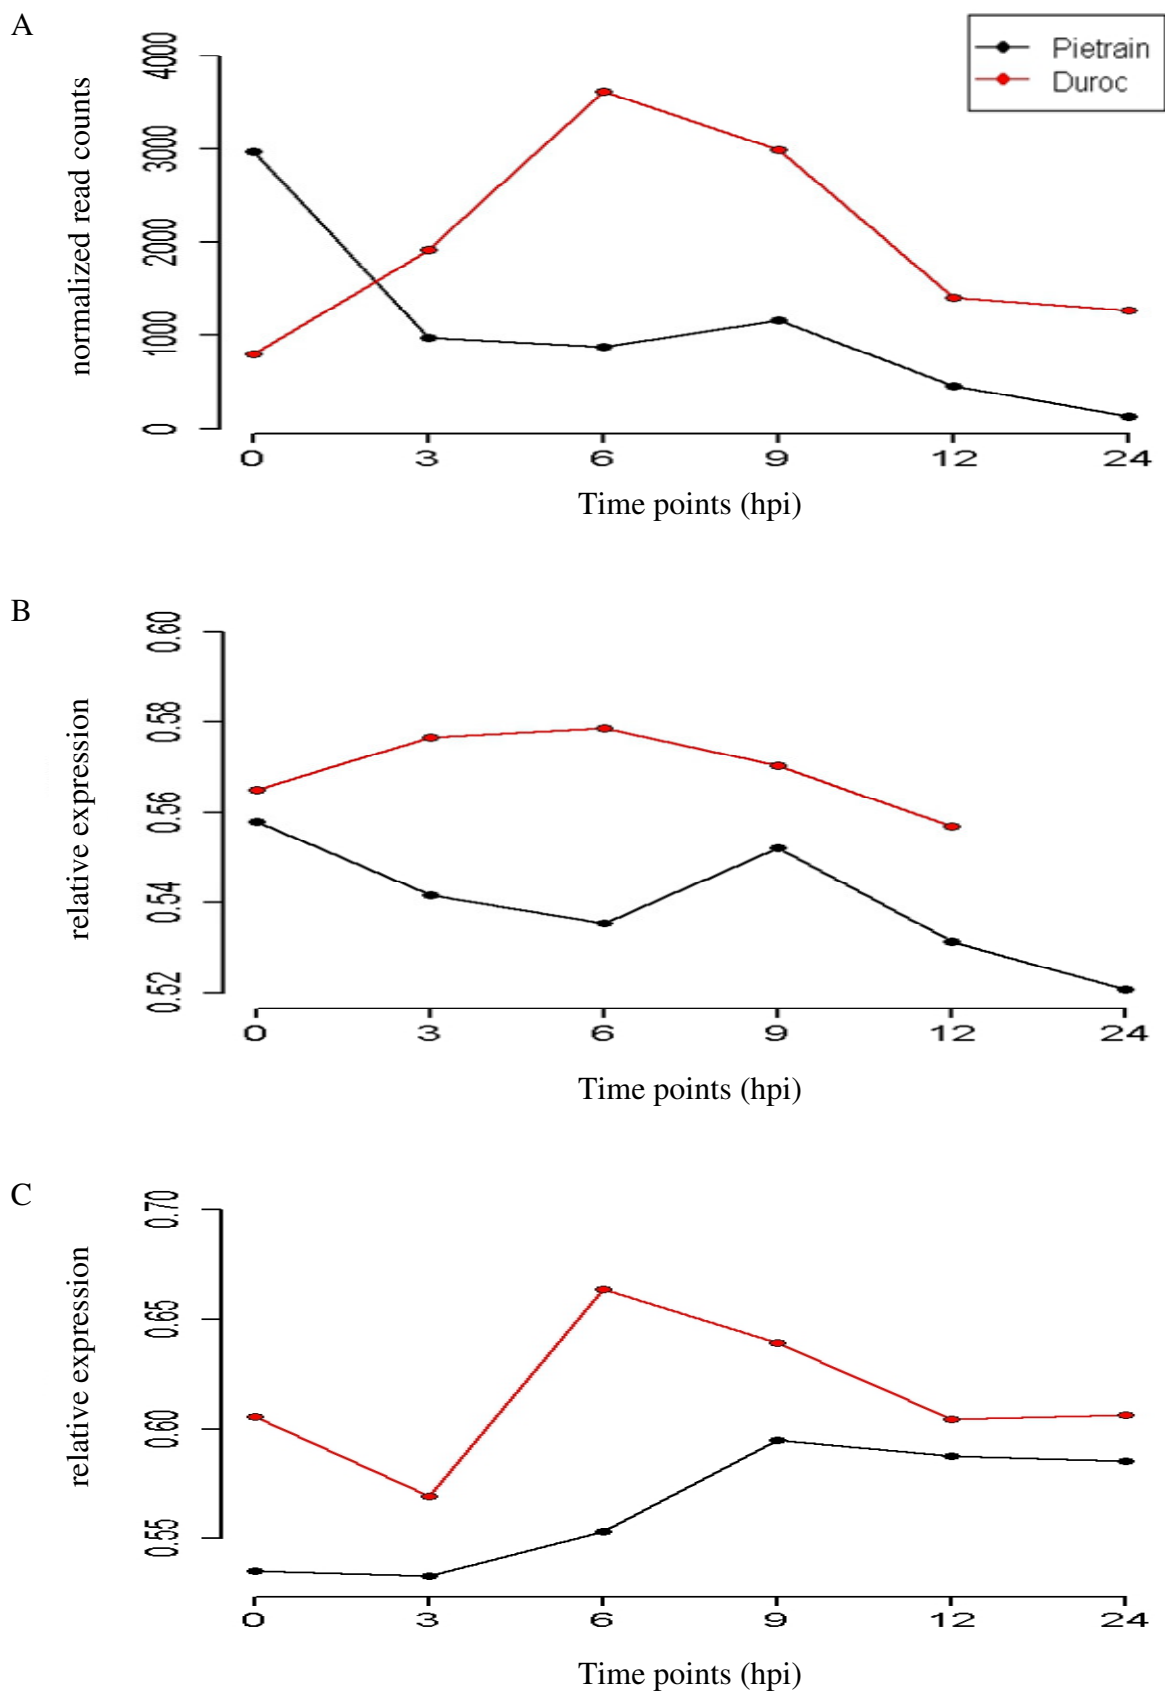 A
Pietrain
Duroc
normalized read counts
4000
3000
2000
1000
0
0 3 6 9 12 24
Time points (hpi)
B
relative expression
0.60
0.58
0.56
0.54
0.52
0 3 6 9 12 24
Time points (hpi)
C
relative expression
0.70
0.65
0.60
0.55
0 3 6 9 12 24
Time points (hpi)